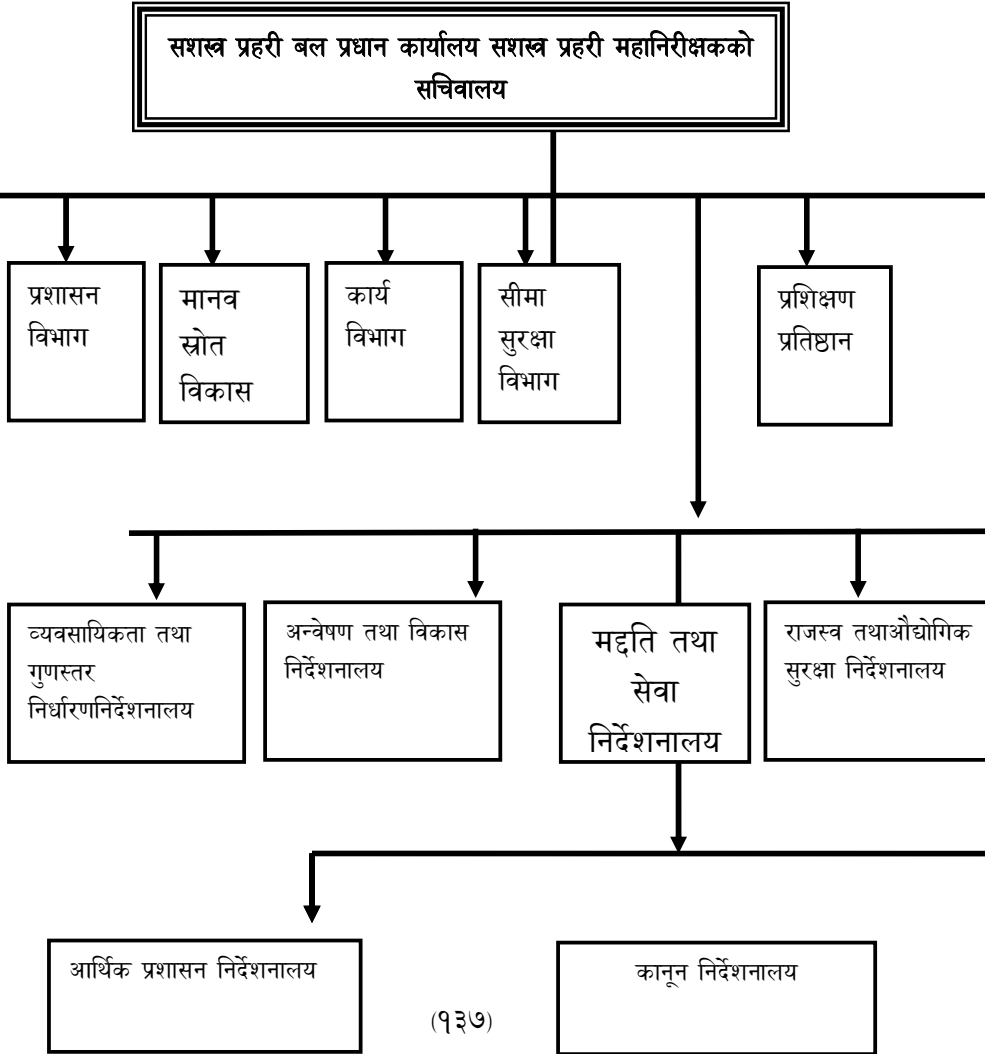 सशस्त्र प्रहरी बल प्रधान कार्यालय सशस्त्र प्रहरी महानिरीक्षकको
सचिवालय
प्रशासन
विभाग
मानव
स्रोत
विकास
कार्य
विभाग
सीमा
सुरक्षा
विभाग
प्रशिक्षण
प्रतिष्ठान
व्यवसायिकता तथा
गुणस्तर
निर्धारणनिर्देशनालय
अन्वेषण तथा विकास
निर्देशनालय
मद्दति तथा
सेवा
निर्देशनालय
राजस्व तथाऔद्योगिक
सुरक्षा निर्देशनालय
आर्थिक प्रशासन निर्देशनालय
कानून निर्देशनालय
(१३७)